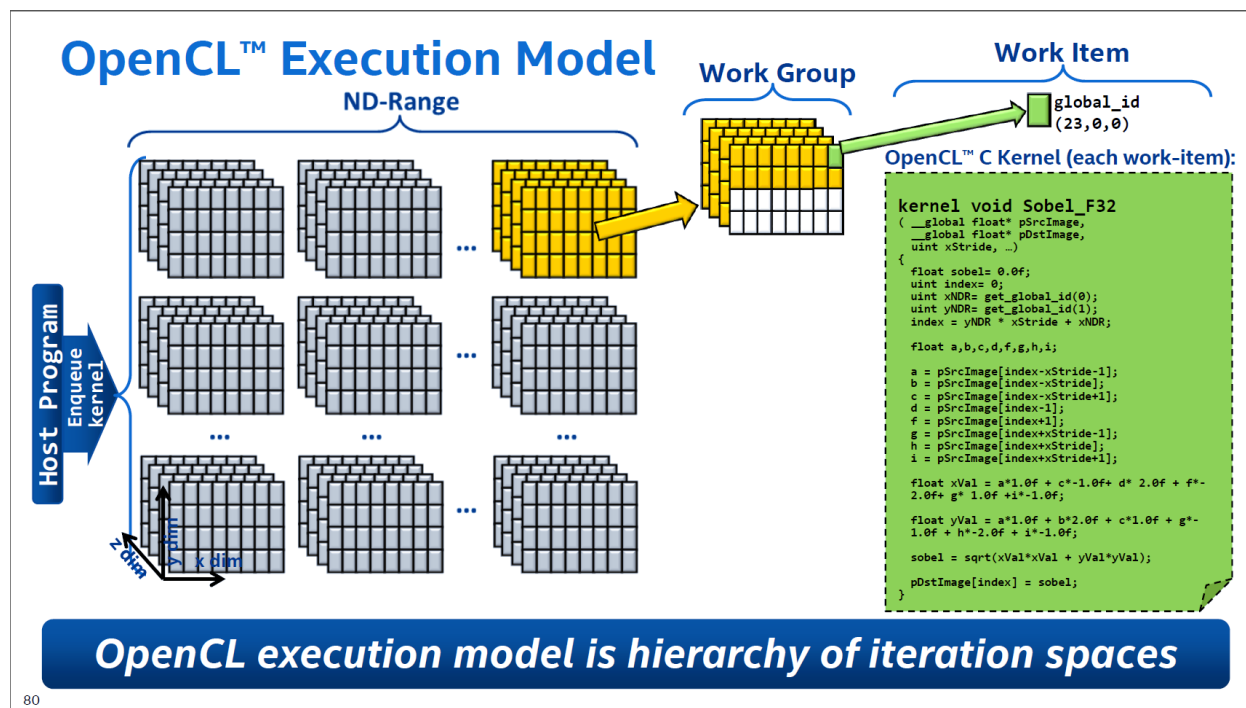 OpenCL™ Execution Model
ND-Range
Work Group
Work Item
global_id
(23,0,0)
OpenCL™ C Kernel (each work-item):
Host Program
Enqueue
kernel
...
...
...
... ... ...
...
z dim
y dim
x dim
kernel void Sobel_F32
( __global float* pSrcImage,
__global float* pDstImage,
uint xStride, …)
{
float sobel= 0.0f;
uint index= 0;
uint xNDR= get_global_id(0);
uint yNDR= get_global_id(1);
index = yNDR * xStride + xNDR;
float a,b,c,d,f,g,h,i;
a = pSrcImage[index-xStride-1];
b = pSrcImage[index-xStride];
c = pSrcImage[index-xStride+1];
d = pSrcImage[index-1];
f = pSrcImage[index+1];
g = pSrcImage[index+xStride-1];
h = pSrcImage[index+xStride];
i = pSrcImage[index+xStride+1];
float xVal = a*1.0f + c*-1.0f+ d* 2.0f + f*-
2.0f+ g* 1.0f +i*-1.0f;
float yVal = a*1.0f + b*2.0f + c*1.0f + g*-
1.0f + h*-2.0f + i*-1.0f;
sobel = sqrt(xVal*xVal + yVal*yVal);
pDstImage[index] = sobel;
}
OpenCL execution model is hierarchy of iteration spaces
80